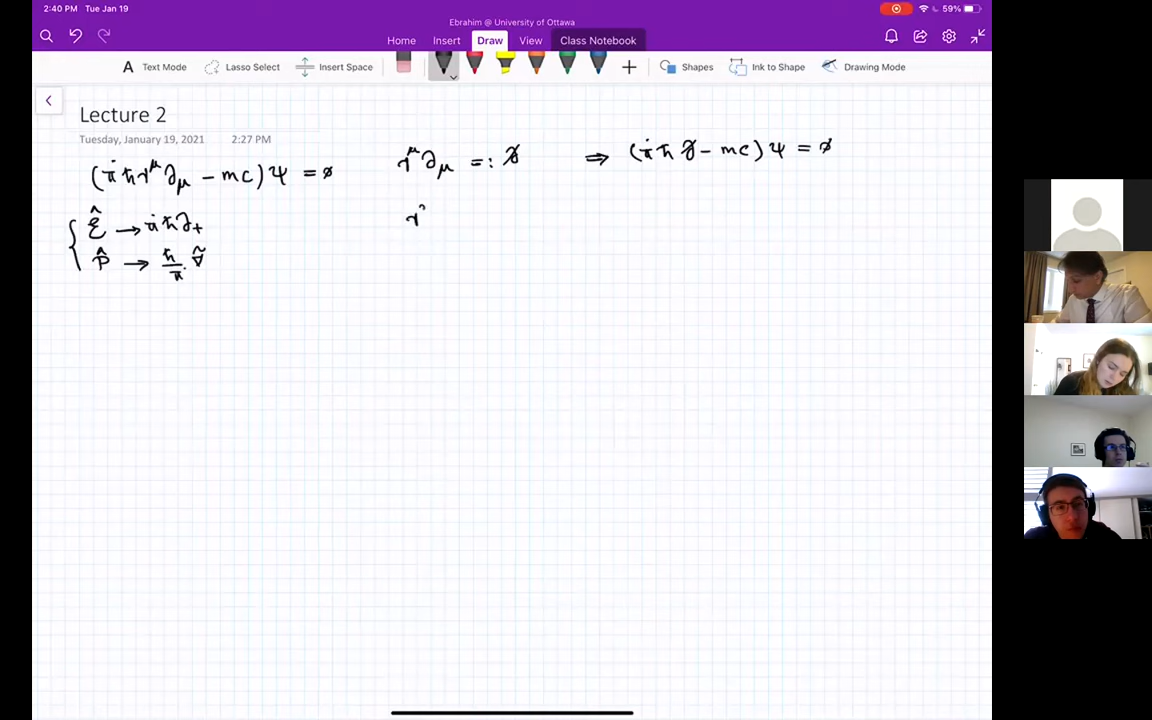 2:40 PM Tue Jan 19
59%
Ebrahim @ University of Ottawa
Home Insert Draw View Class Notebook
A Text Mode Lasso Select Insert Space Shapes Ink to Shape Drawing Mode
Lecture 2
Tuesday, January 19, 2021 2:27 PM
(iħγ^μ ∂_μ − mc)Ψ = 0
γ^μ ∂_μ =: ∂̸
⇒ (iħ∂̸ − mc)Ψ = 0
Ê → iħ∂_t
P̂ → ħ/i ∇̃
γ